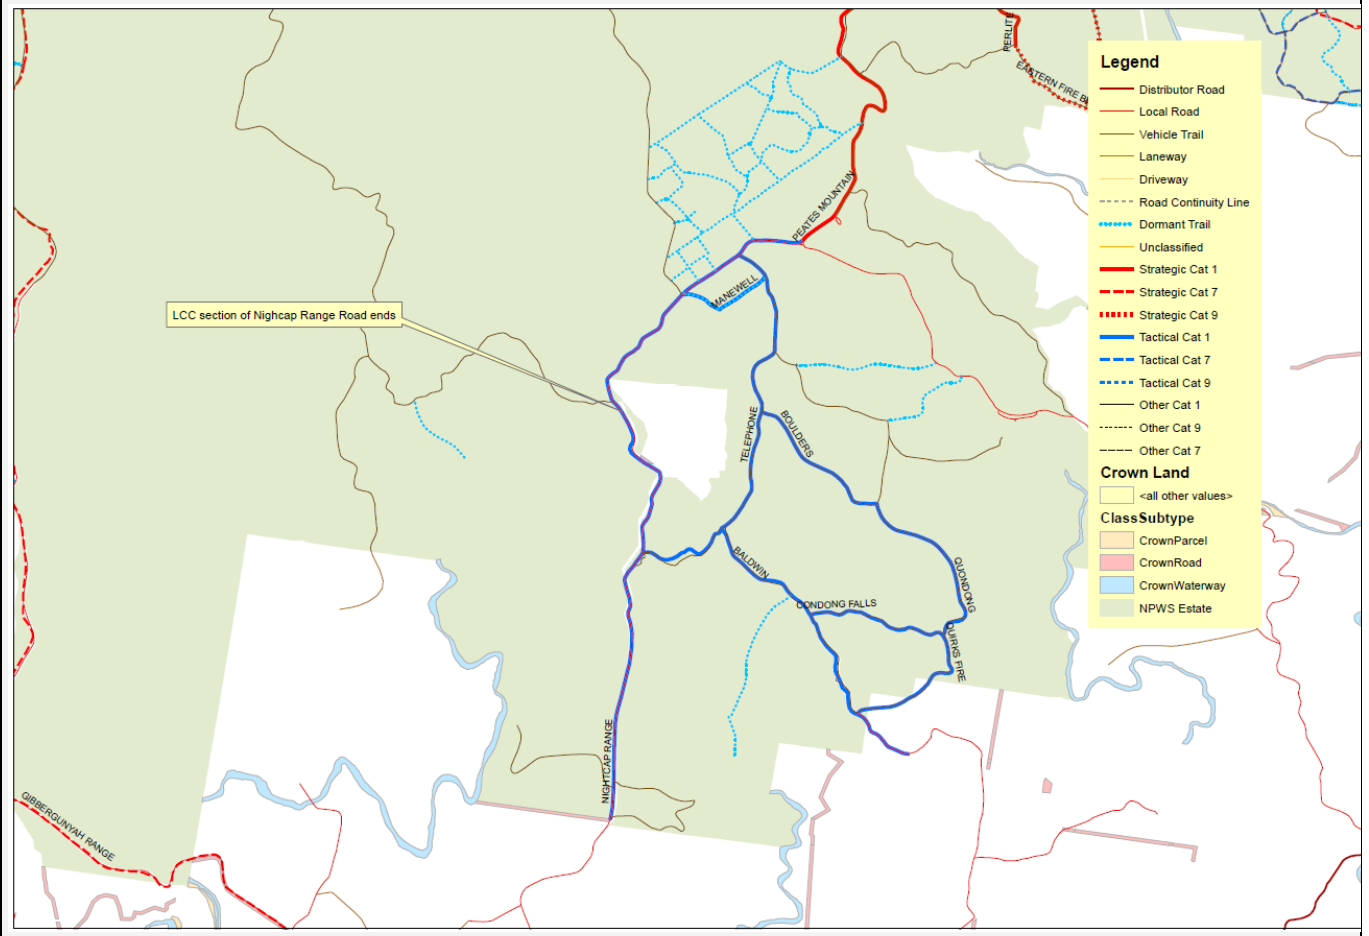 PERLITE
EASTERN FIRE B
PEATES MOUNTAIN
MANEWELL
LCC section of Nighcap Range Road ends
TELEPHONE
BOULDERS
BALDWIN
QUONDONG
CONDONG FALLS
QUIRKS FIRE
NIGHTCAP RANGE
GIBBERGUNYAH RANGE
Legend
Distributor Road
Local Road
Vehicle Trail
Laneway
Driveway
Road Continuity Line
Dormant Trail
Unclassified
Strategic Cat 1
Strategic Cat 7
Strategic Cat 9
Tactical Cat 1
Tactical Cat 7
Tactical Cat 9
Other Cat 1
Other Cat 9
Other Cat 7
Crown Land
<all other values>
ClassSubtype
CrownParcel
CrownRoad
CrownWaterway
NPWS Estate